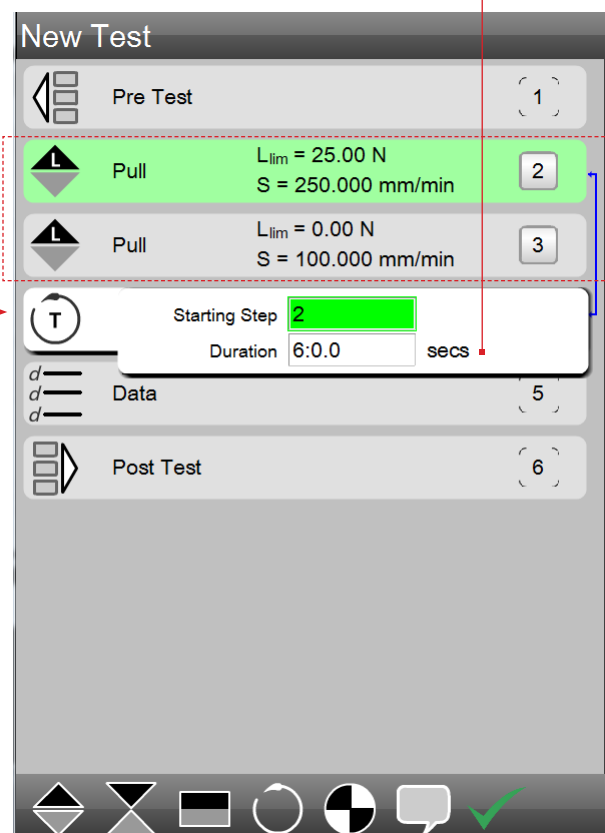 New Test
Pre Test 1
L Pull Llim = 25.00 N 2
S = 250.000 mm/min
L Pull Llim = 0.00 N 3
S = 100.000 mm/min
T Starting Step 2
Duration 6:0.0 secs
d
d Data 5
d
Post Test 6